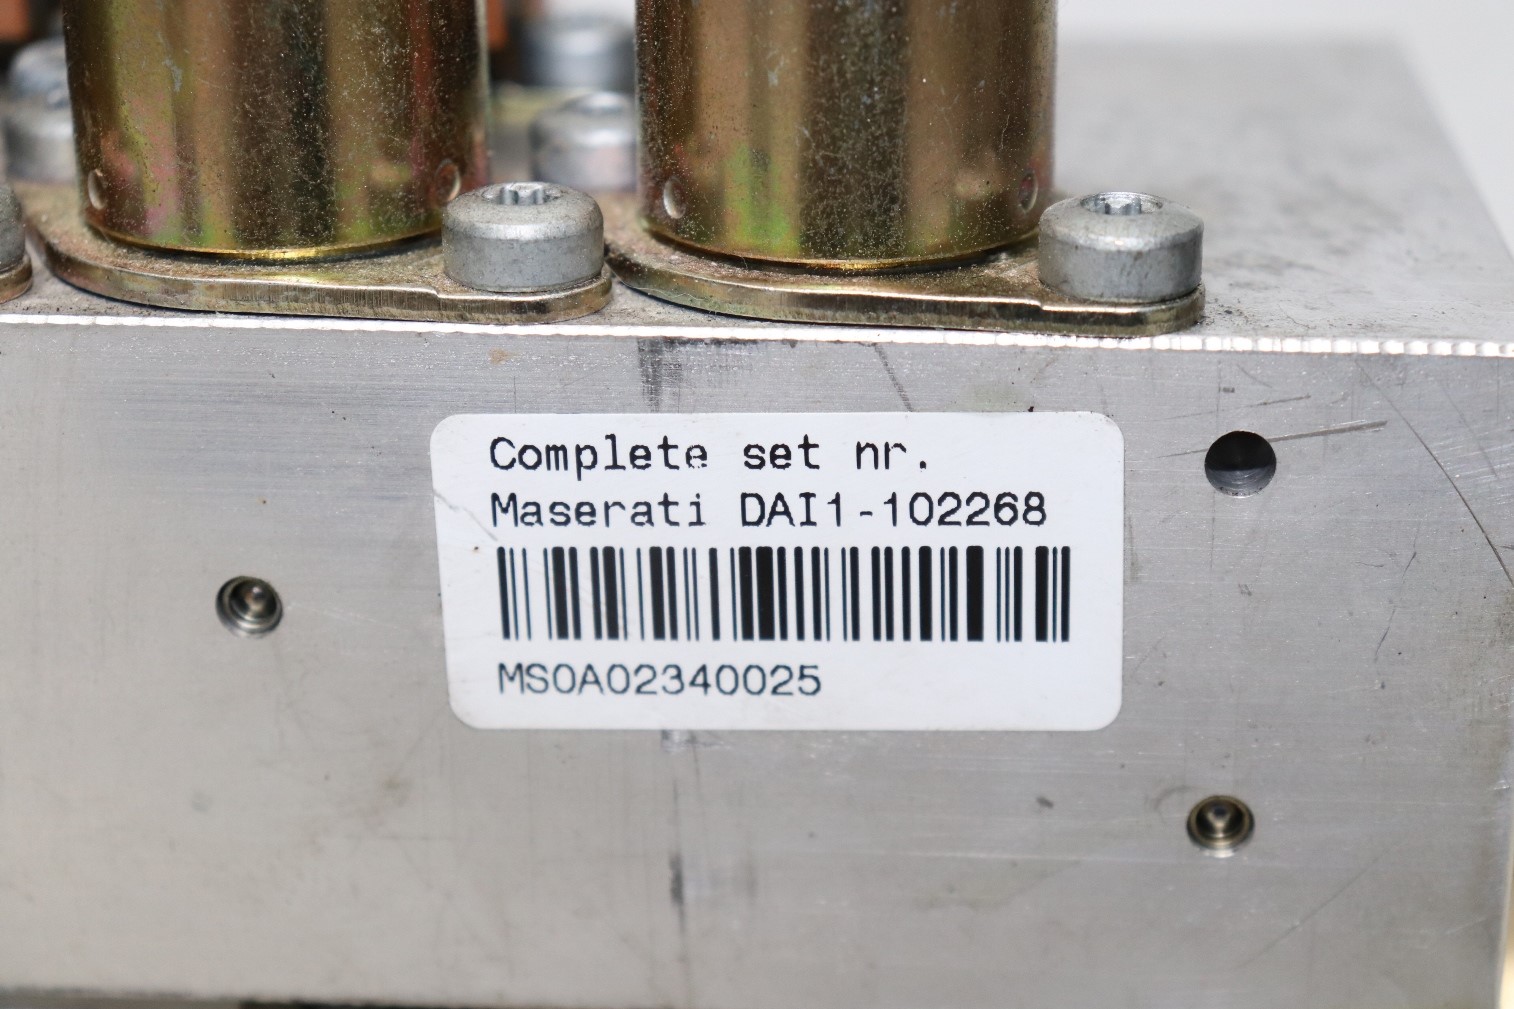 Complete set nr.
Maserati DAI1-102268
MS0A02340025